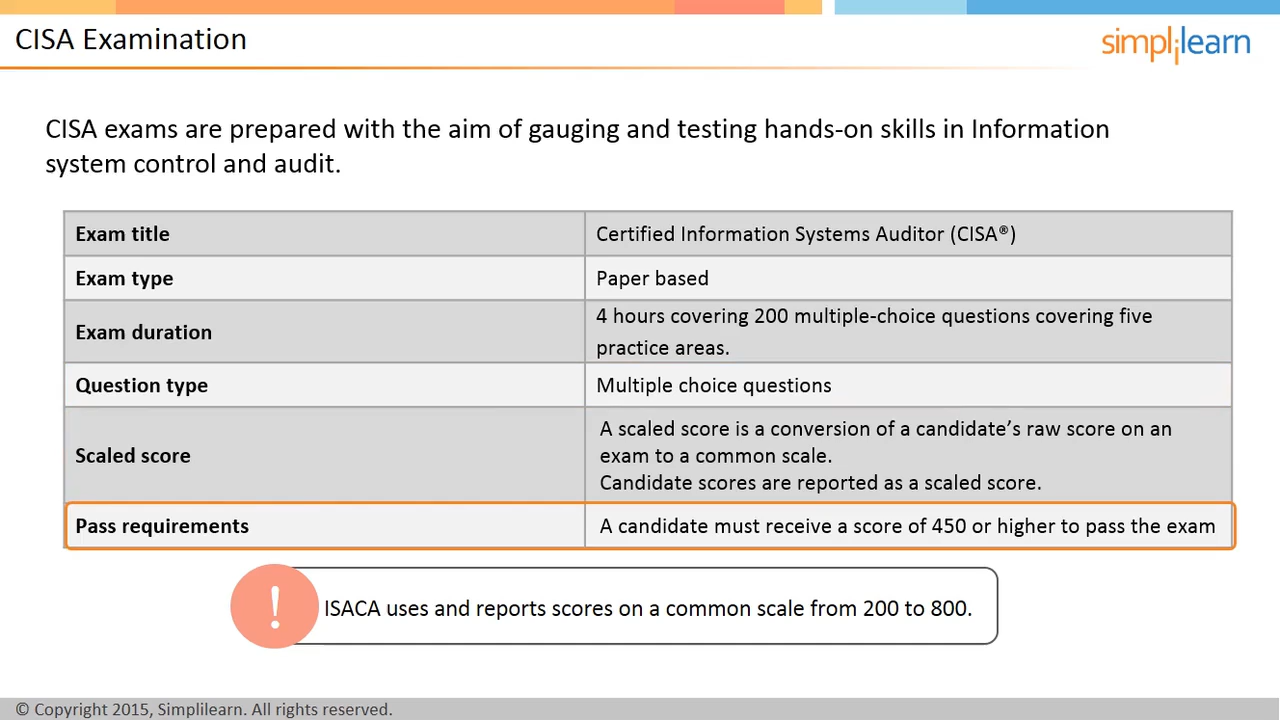 CISA Examination
simplilearn
CISA exams are prepared with the aim of gauging and testing hands-on skills in Information
system control and audit.
Exam title
Certified Information Systems Auditor (CISA®)
Exam type
Paper based
Exam duration
4 hours covering 200 multiple-choice questions covering five
practice areas.
Question type
Multiple choice questions
Scaled score
A scaled score is a conversion of a candidate’s raw score on an
exam to a common scale.
Candidate scores are reported as a scaled score.
Pass requirements
A candidate must receive a score of 450 or higher to pass the exam
!
ISACA uses and reports scores on a common scale from 200 to 800.
© Copyright 2015, Simplilearn. All rights reserved.